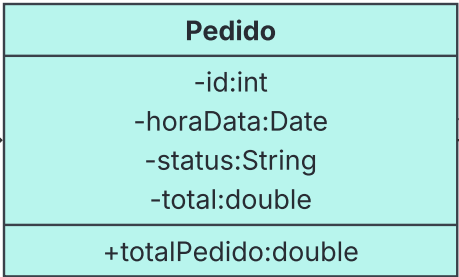 Pedido
-id:int
-horaData:Date
-status:String
-total:double
+totalPedido:double